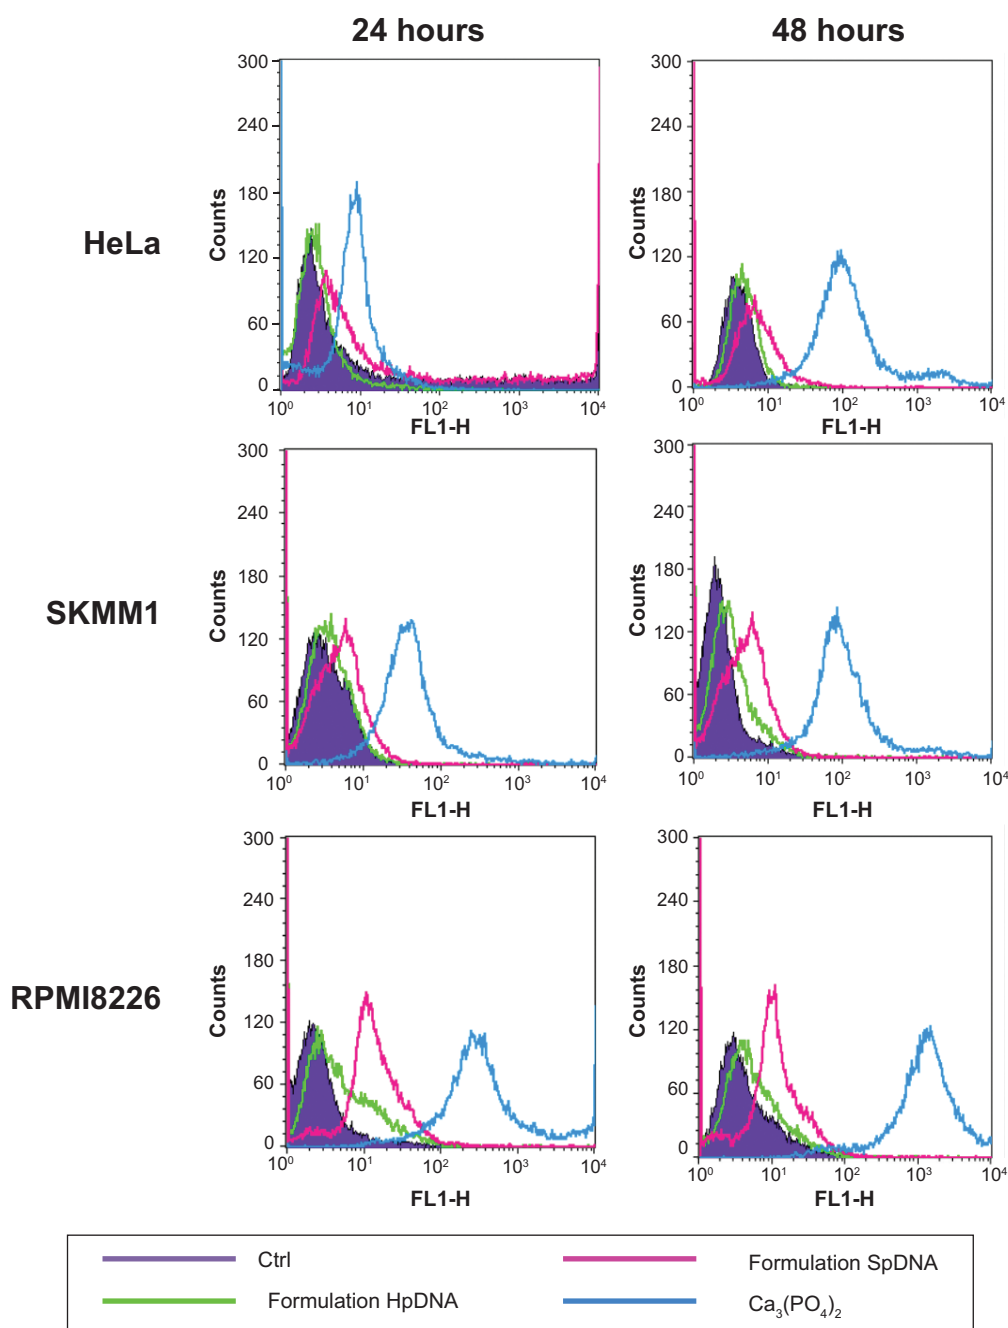 24 hours 48 hours
HeLa
Counts
300
240
180
120
60
0
10⁰ 10¹ 10² 10³ 10⁴
FL1-H
Counts
300
240
180
120
60
0
10⁰ 10¹ 10² 10³ 10⁴
FL1-H
SKMM1
Counts
300
240
180
120
60
0
10⁰ 10¹ 10² 10³ 10⁴
FL1-H
Counts
300
240
180
120
60
0
10⁰ 10¹ 10² 10³ 10⁴
FL1-H
RPMI8226
Counts
300
240
180
120
60
0
10⁰ 10¹ 10² 10³ 10⁴
FL1-H
Counts
300
240
180
120
60
0
10⁰ 10¹ 10² 10³ 10⁴
FL1-H
Ctrl
Formulation SpDNA
Formulation HpDNA
Ca₃(PO₄)₂